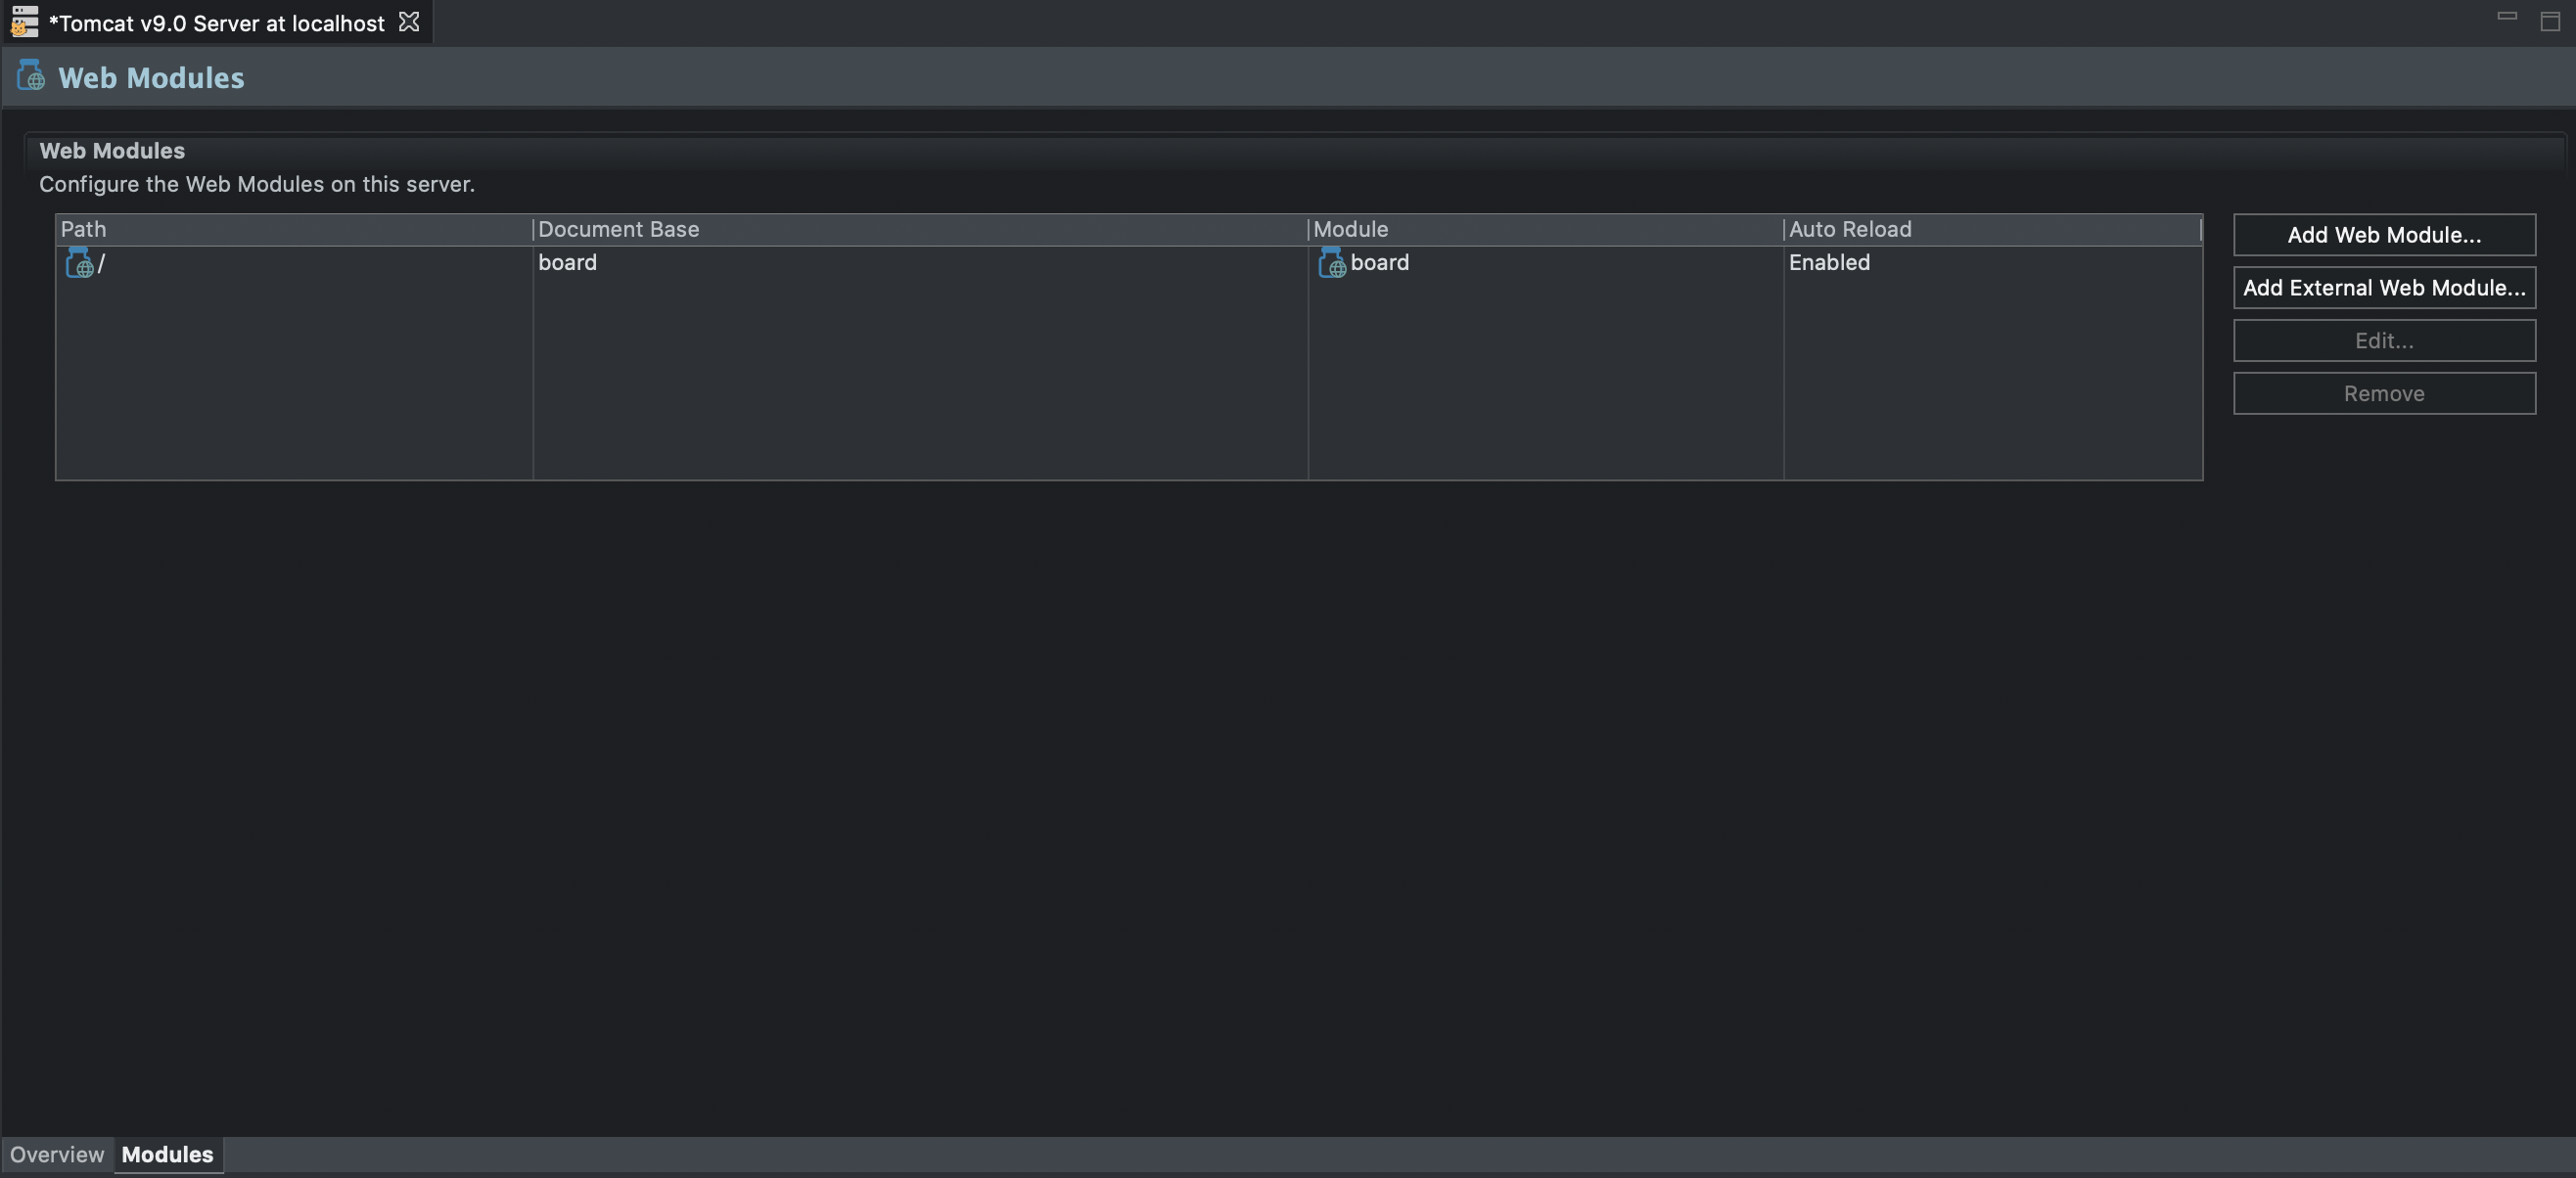 *Tomcat v9.0 Server at localhost
Web Modules
Web Modules
Configure the Web Modules on this server.
Path Document Base Module Auto Reload
/ board board Enabled
Add Web Module...
Add External Web Module...
Edit...
Remove
Overview Modules